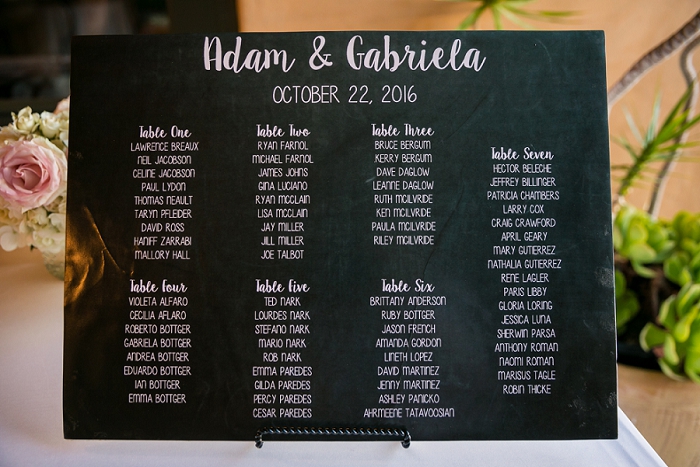 Adam & Gabriela
OCTOBER 22, 2016
Table One
LAWRENCE BREAUX
NEIL JACOBSON
CELINE JACOBSON
PAUL LYDON
THOMAS NEAULT
TARYN PFLEIDER
DAVID ROSS
HANIFF ZARRABI
MALLORY HALL
Table Two
RYAN FARNOL
MICHAEL FARNOL
JAMES JOHNS
GINA LUCIANO
RYAN MCCLAIN
LISA MCCLAIN
JAY MILLER
JILL MILLER
JOE TALBOT
Table Three
BRUCE BERGUM
KERRY BERGUM
DAVE DAGLOW
LEANNE DAGLOW
RUTH MCILVRIDE
KEN MCILVRIDE
PAULA MCILVRIDE
RILEY MCILVRIDE
Table Four
VIOLETA ALFARO
CECILIA AFLARO
ROBERTO BOTTGER
GABRIELA BOTTGER
ANDREA BOTTGER
EDUARDO BOTTGER
IAN BOTTGER
EMMA BOTTGER
Table Five
TED NARK
LOURDES NARK
STEFANO NARK
MARIO NARK
ROB NARK
EMMA PAREDES
GILDA PAREDES
PERCY PAREDES
CESAR PAREDES
Table Six
BRITTANY ANDERSON
RUBY BOTTGER
JASON FRENCH
AMANDA GORDON
LINETH LOPEZ
DAVID MARTINEZ
JENNY MARTINEZ
ASHLEY PANICKO
AHRMEENE TATAVOOSIAN
Table Seven
HECTOR BELECHE
JEFFREY BILLINGER
PATRICIA CHAMBERS
LARRY COX
CRAIG CRAWFORD
APRIL GEARY
MARY GUTIERREZ
NATHALIA GUTIERREZ
RENE LAGLER
PARIS LIBBY
GLORIA LORING
JESSICA LUNA
SHERWIN PARSA
ANTHONY ROMAN
NAOMI ROMAN
MARISUS TAGLE
ROBIN THICKE